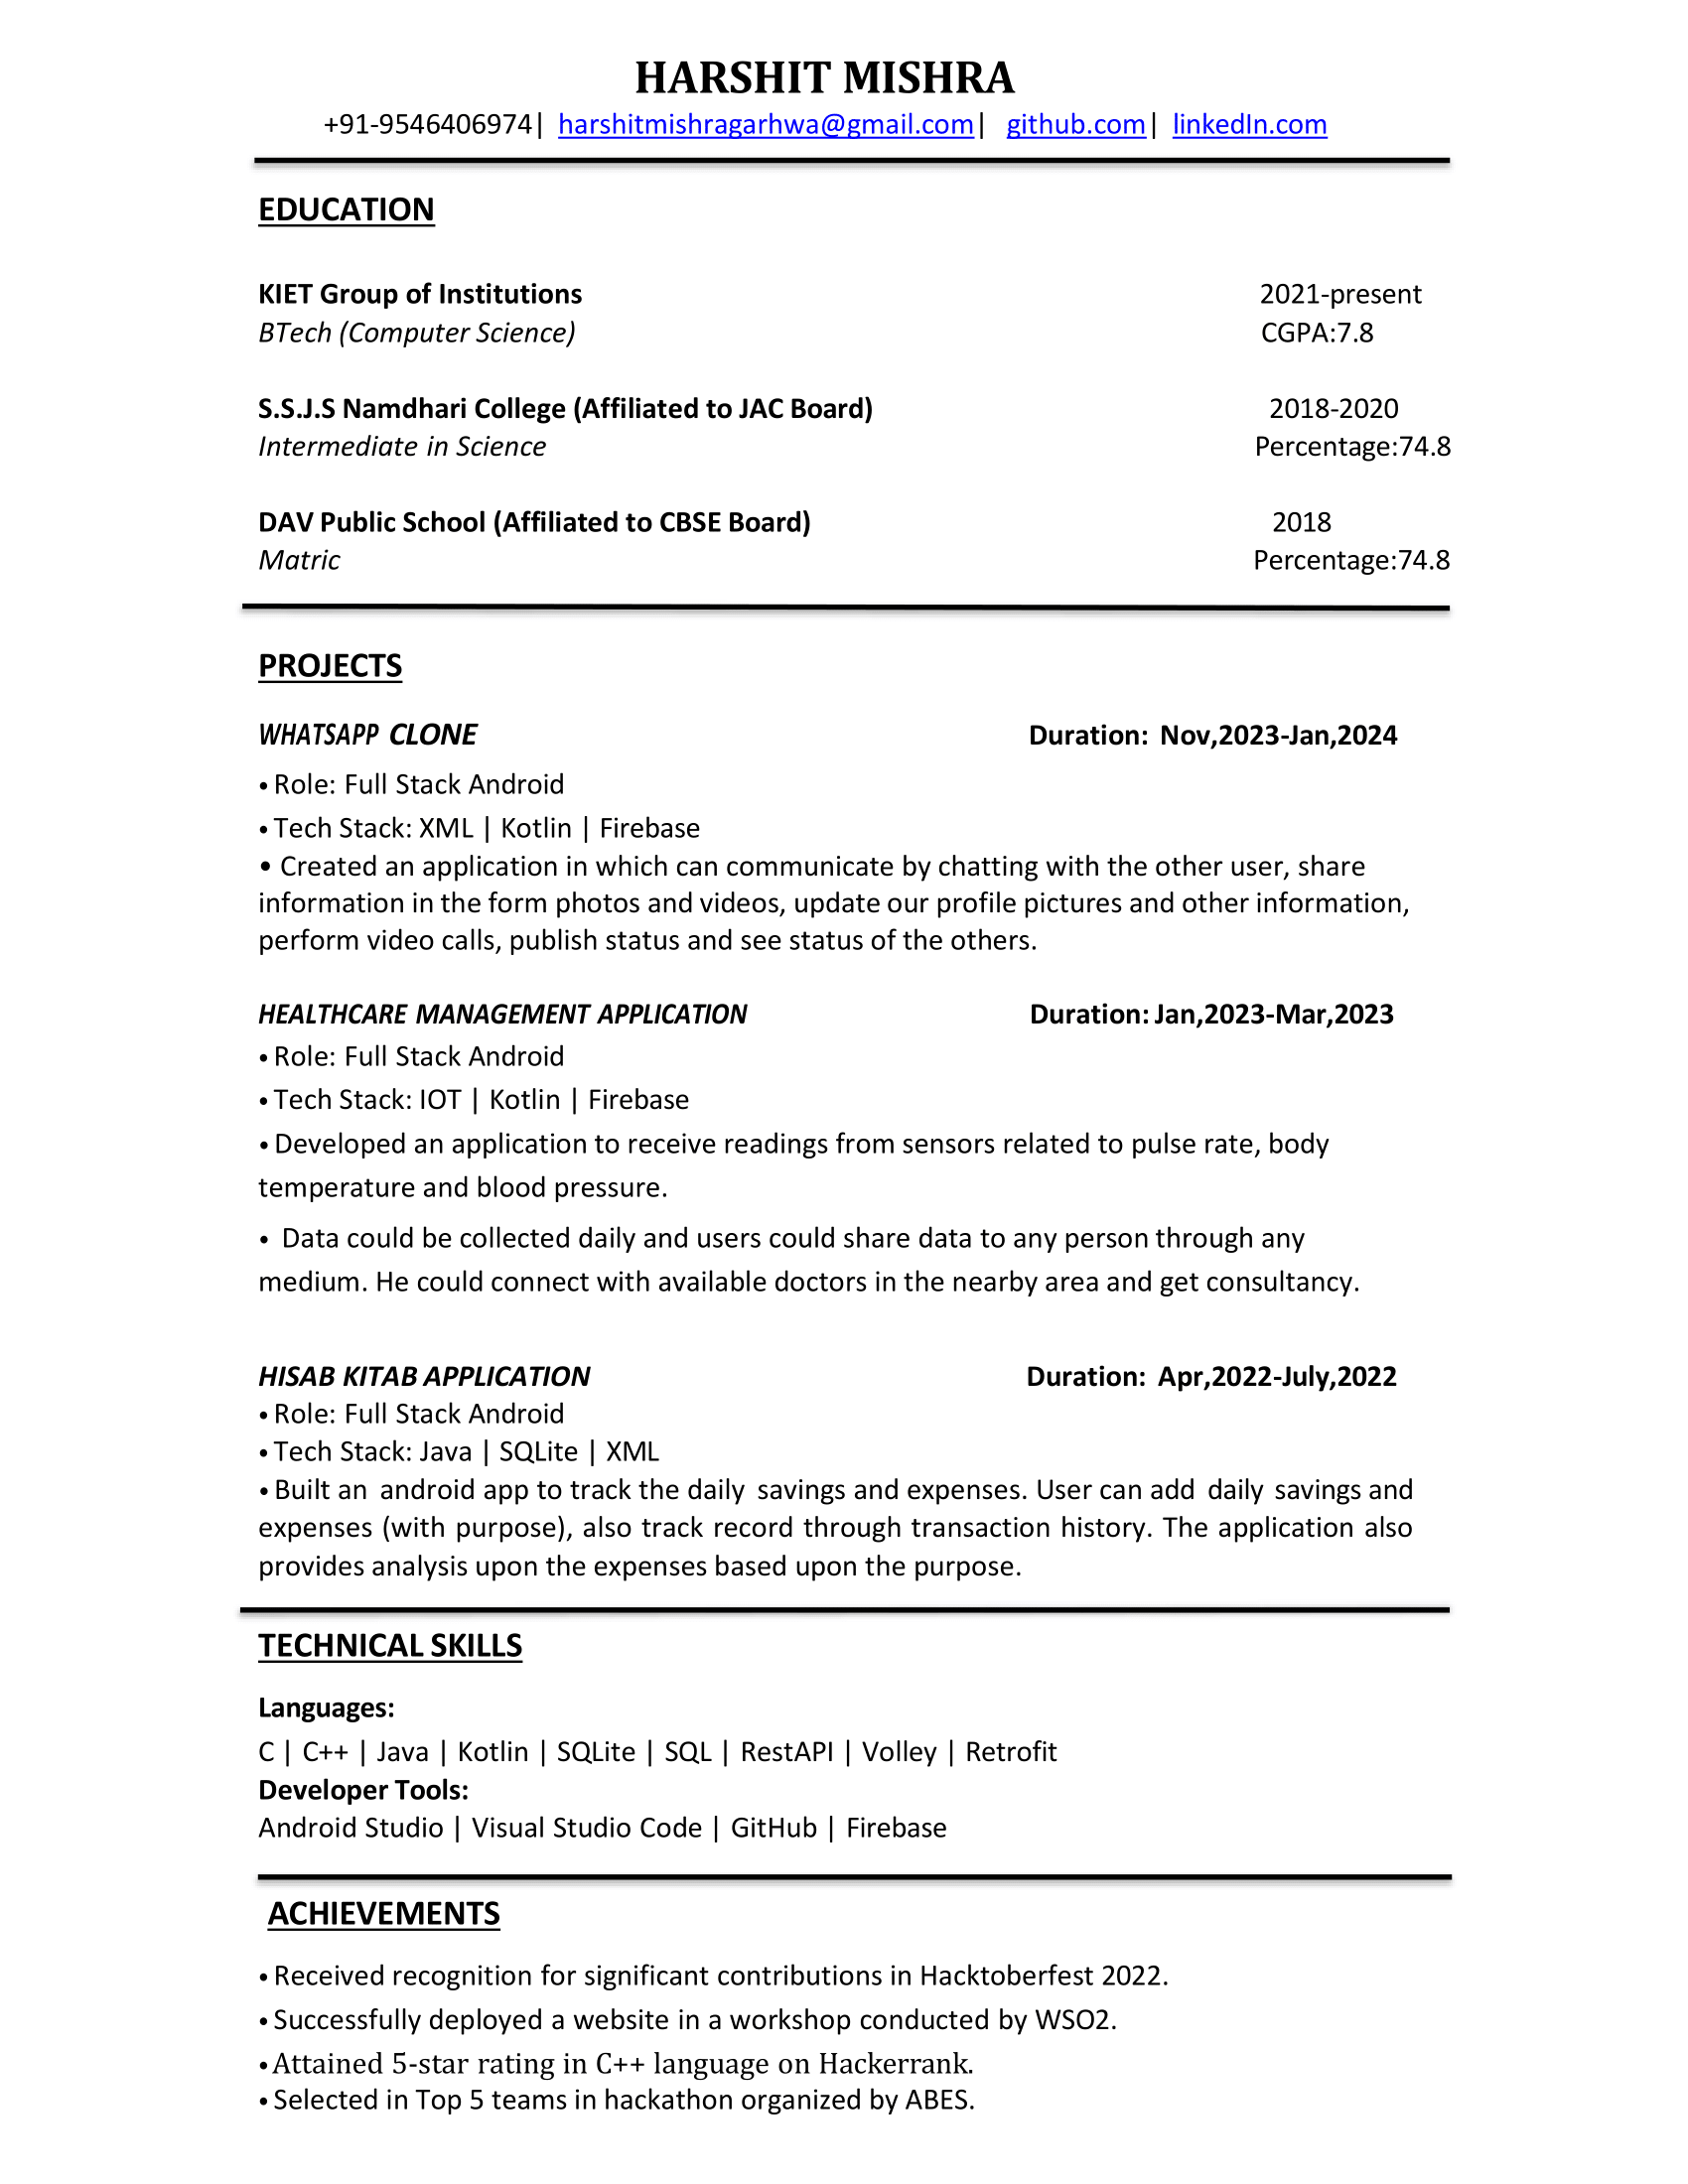 HARSHIT MISHRA
+91-9546406974| harshitmishragarhwa@gmail.com| github.com| linkedIn.com
EDUCATION
KIET Group of Institutions 2021-present
BTech (Computer Science) CGPA:7.8
S.S.J.S Namdhari College (Affiliated to JAC Board) 2018-2020
Intermediate in Science Percentage:74.8
DAV Public School (Affiliated to CBSE Board) 2018
Matric Percentage:74.8
PROJECTS
WHATSAPP CLONE Duration: Nov,2023-Jan,2024
• Role: Full Stack Android
• Tech Stack: XML | Kotlin | Firebase
• Created an application in which can communicate by chatting with the other user, share
information in the form photos and videos, update our profile pictures and other information,
perform video calls, publish status and see status of the others.
HEALTHCARE MANAGEMENT APPLICATION Duration: Jan,2023-Mar,2023
• Role: Full Stack Android
• Tech Stack: IOT | Kotlin | Firebase
• Developed an application to receive readings from sensors related to pulse rate, body
temperature and blood pressure.
• Data could be collected daily and users could share data to any person through any
medium. He could connect with available doctors in the nearby area and get consultancy.
HISAB KITAB APPLICATION Duration: Apr,2022-July,2022
• Role: Full Stack Android
• Tech Stack: Java | SQLite | XML
• Built an android app to track the daily savings and expenses. User can add daily savings and
expenses (with purpose), also track record through transaction history. The application also
provides analysis upon the expenses based upon the purpose.
TECHNICAL SKILLS
Languages:
C | C++ | Java | Kotlin | SQLite | SQL | RestAPI | Volley | Retrofit
Developer Tools:
Android Studio | Visual Studio Code | GitHub | Firebase
ACHIEVEMENTS
• Received recognition for significant contributions in Hacktoberfest 2022.
• Successfully deployed a website in a workshop conducted by WSO2.
• Attained 5-star rating in C++ language on Hackerrank.
• Selected in Top 5 teams in hackathon organized by ABES.